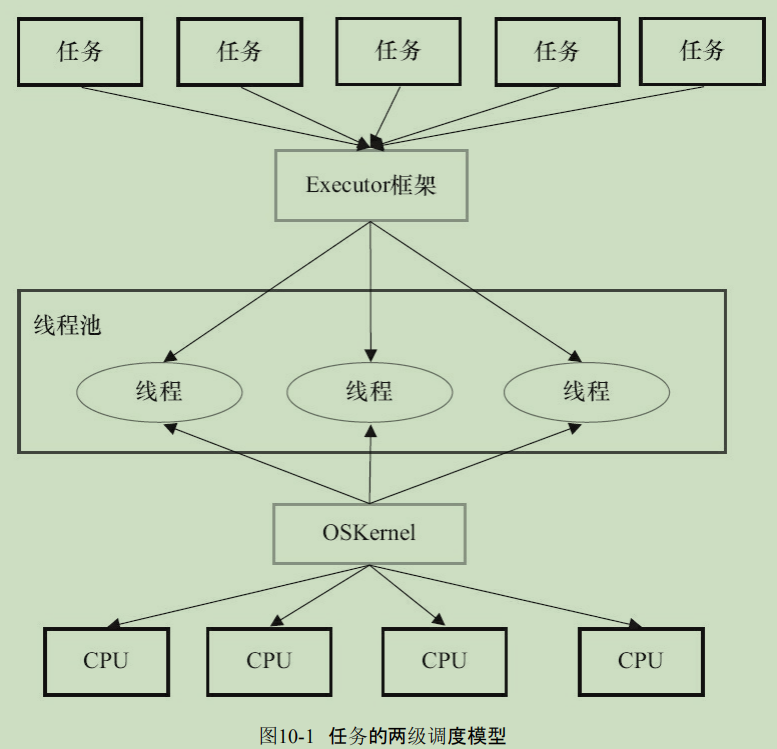 任务 任务 任务 任务 任务
Executor框架
线程池
线程 线程 线程
OSKernel
CPU CPU CPU CPU
图10-1 任务的两级调度模型